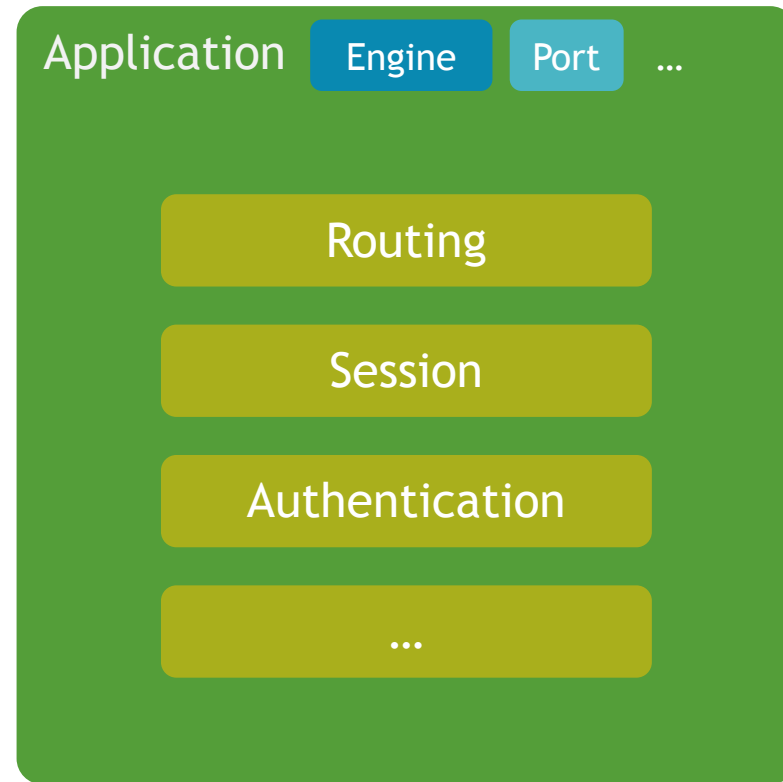 Application Engine Port ...
Routing
Session
Authentication
...